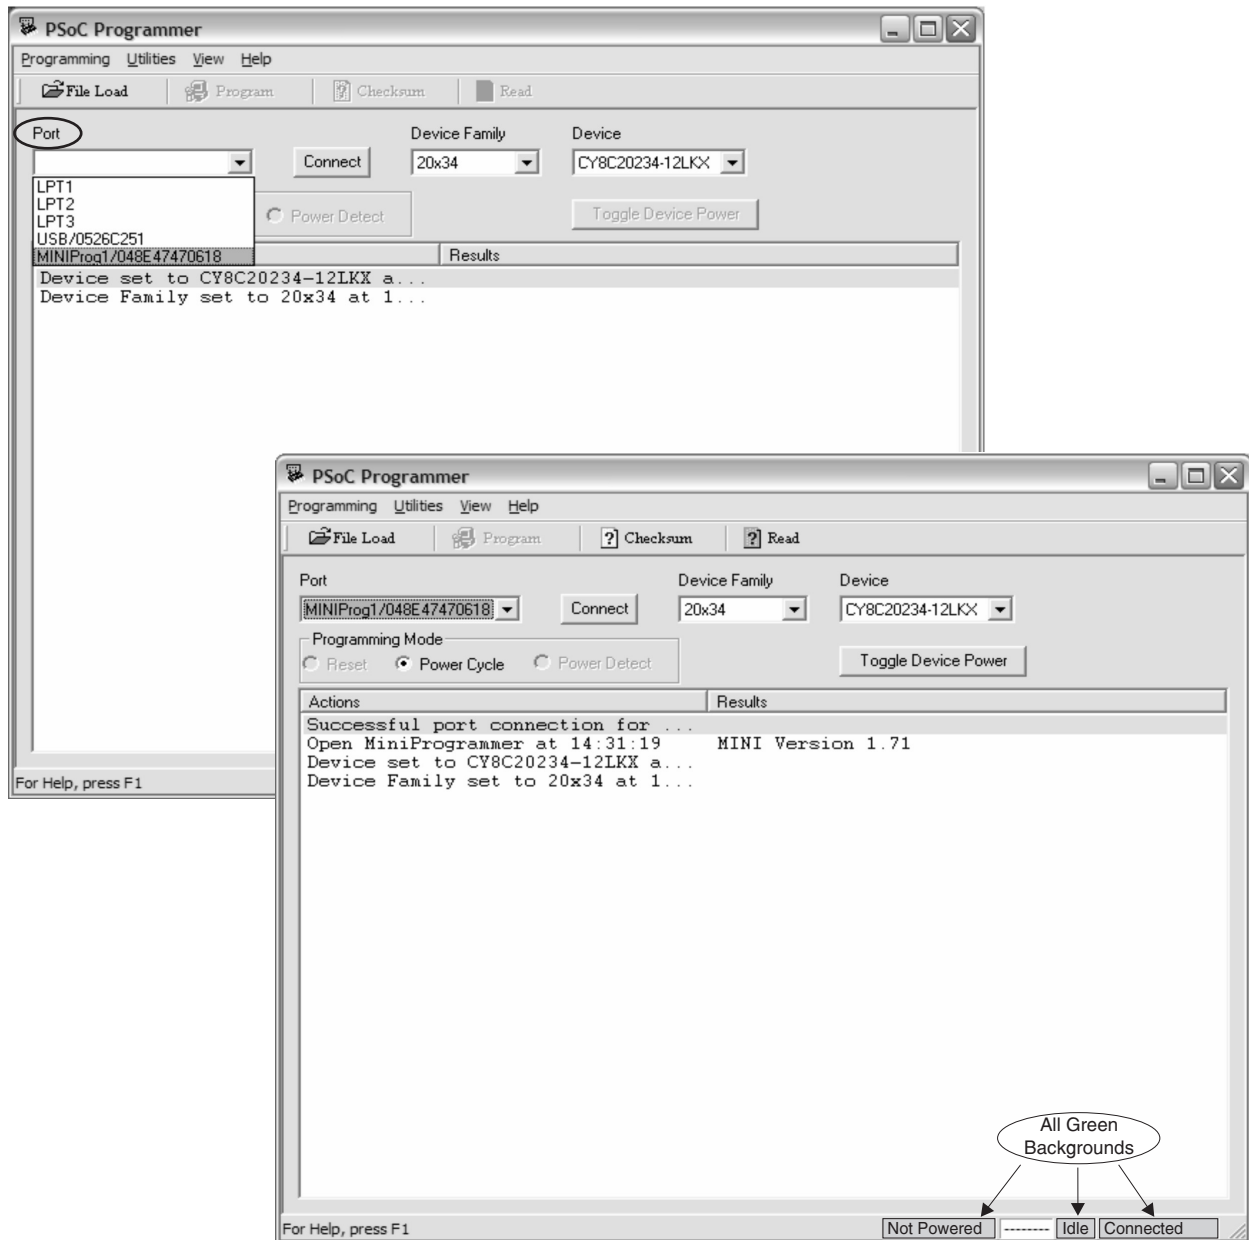 PSoC Programmer
Programming Utilities View Help
File Load Program Checksum Read
Port Device Family Device
Connect 20x34 CY8C20234-12LKX
LPT1
LPT2
LPT3
USB/0526C251
MINIProg1/048E47470618
Power Detect Toggle Device Power
Results
Device set to CY8C20234-12LKX a...
Device Family set to 20x34 at 1...
For Help, press F1
PSoC Programmer
Programming Utilities View Help
File Load Program Checksum Read
Port Device Family Device
MINIProg1/048E47470618 Connect 20x34 CY8C20234-12LKX
Programming Mode
Reset Power Cycle Power Detect Toggle Device Power
Actions Results
Successful port connection for ...
Open MiniProgrammer at 14:31:19 MINI Version 1.71
Device set to CY8C20234-12LKX a...
Device Family set to 20x34 at 1...
All Green
Backgrounds
For Help, press F1 Not Powered -------- Idle Connected